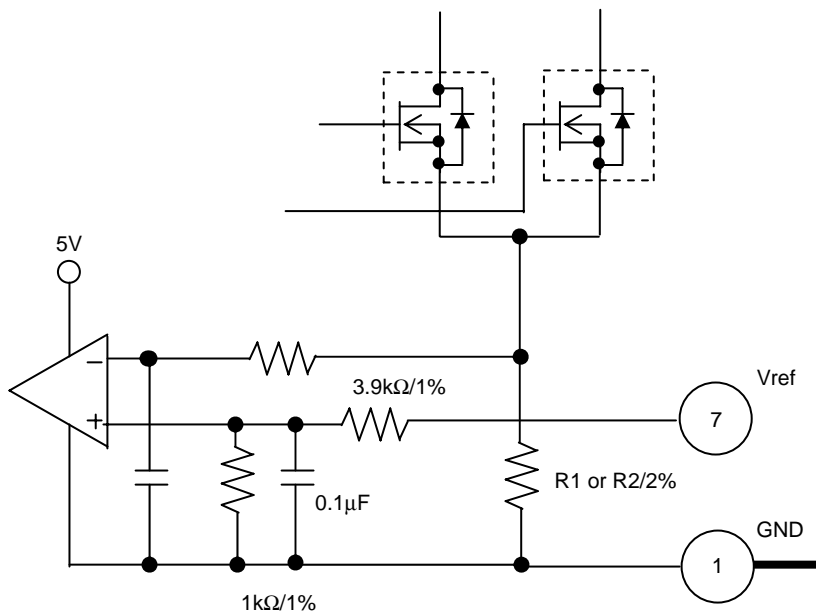 5V
−
+
3.9kΩ/1%
Vref
7
R1 or R2/2%
0.1μF
GND
1
1kΩ/1%